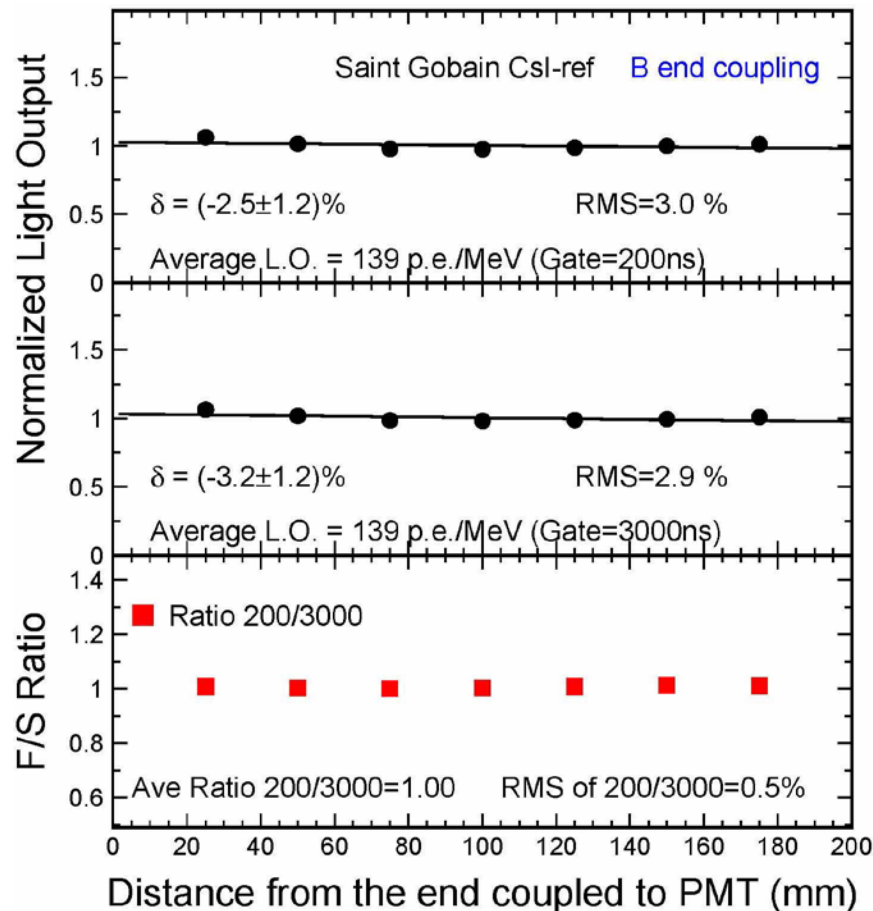 Normalized Light Output
Saint Gobain CsI-ref B end coupling
1.5
1
0.5
0
δ = (-2.5±1.2)% RMS=3.0 %
Average L.O. = 139 p.e./MeV (Gate=200ns)
1.5
1
0.5
0
δ = (-3.2±1.2)% RMS=2.9 %
Average L.O. = 139 p.e./MeV (Gate=3000ns)
F/S Ratio
1.4
1.2
1
0.8
0.6
Ratio 200/3000
Ave Ratio 200/3000=1.00 RMS of 200/3000=0.5%
0 20 40 60 80 100 120 140 160 180 200
Distance from the end coupled to PMT (mm)